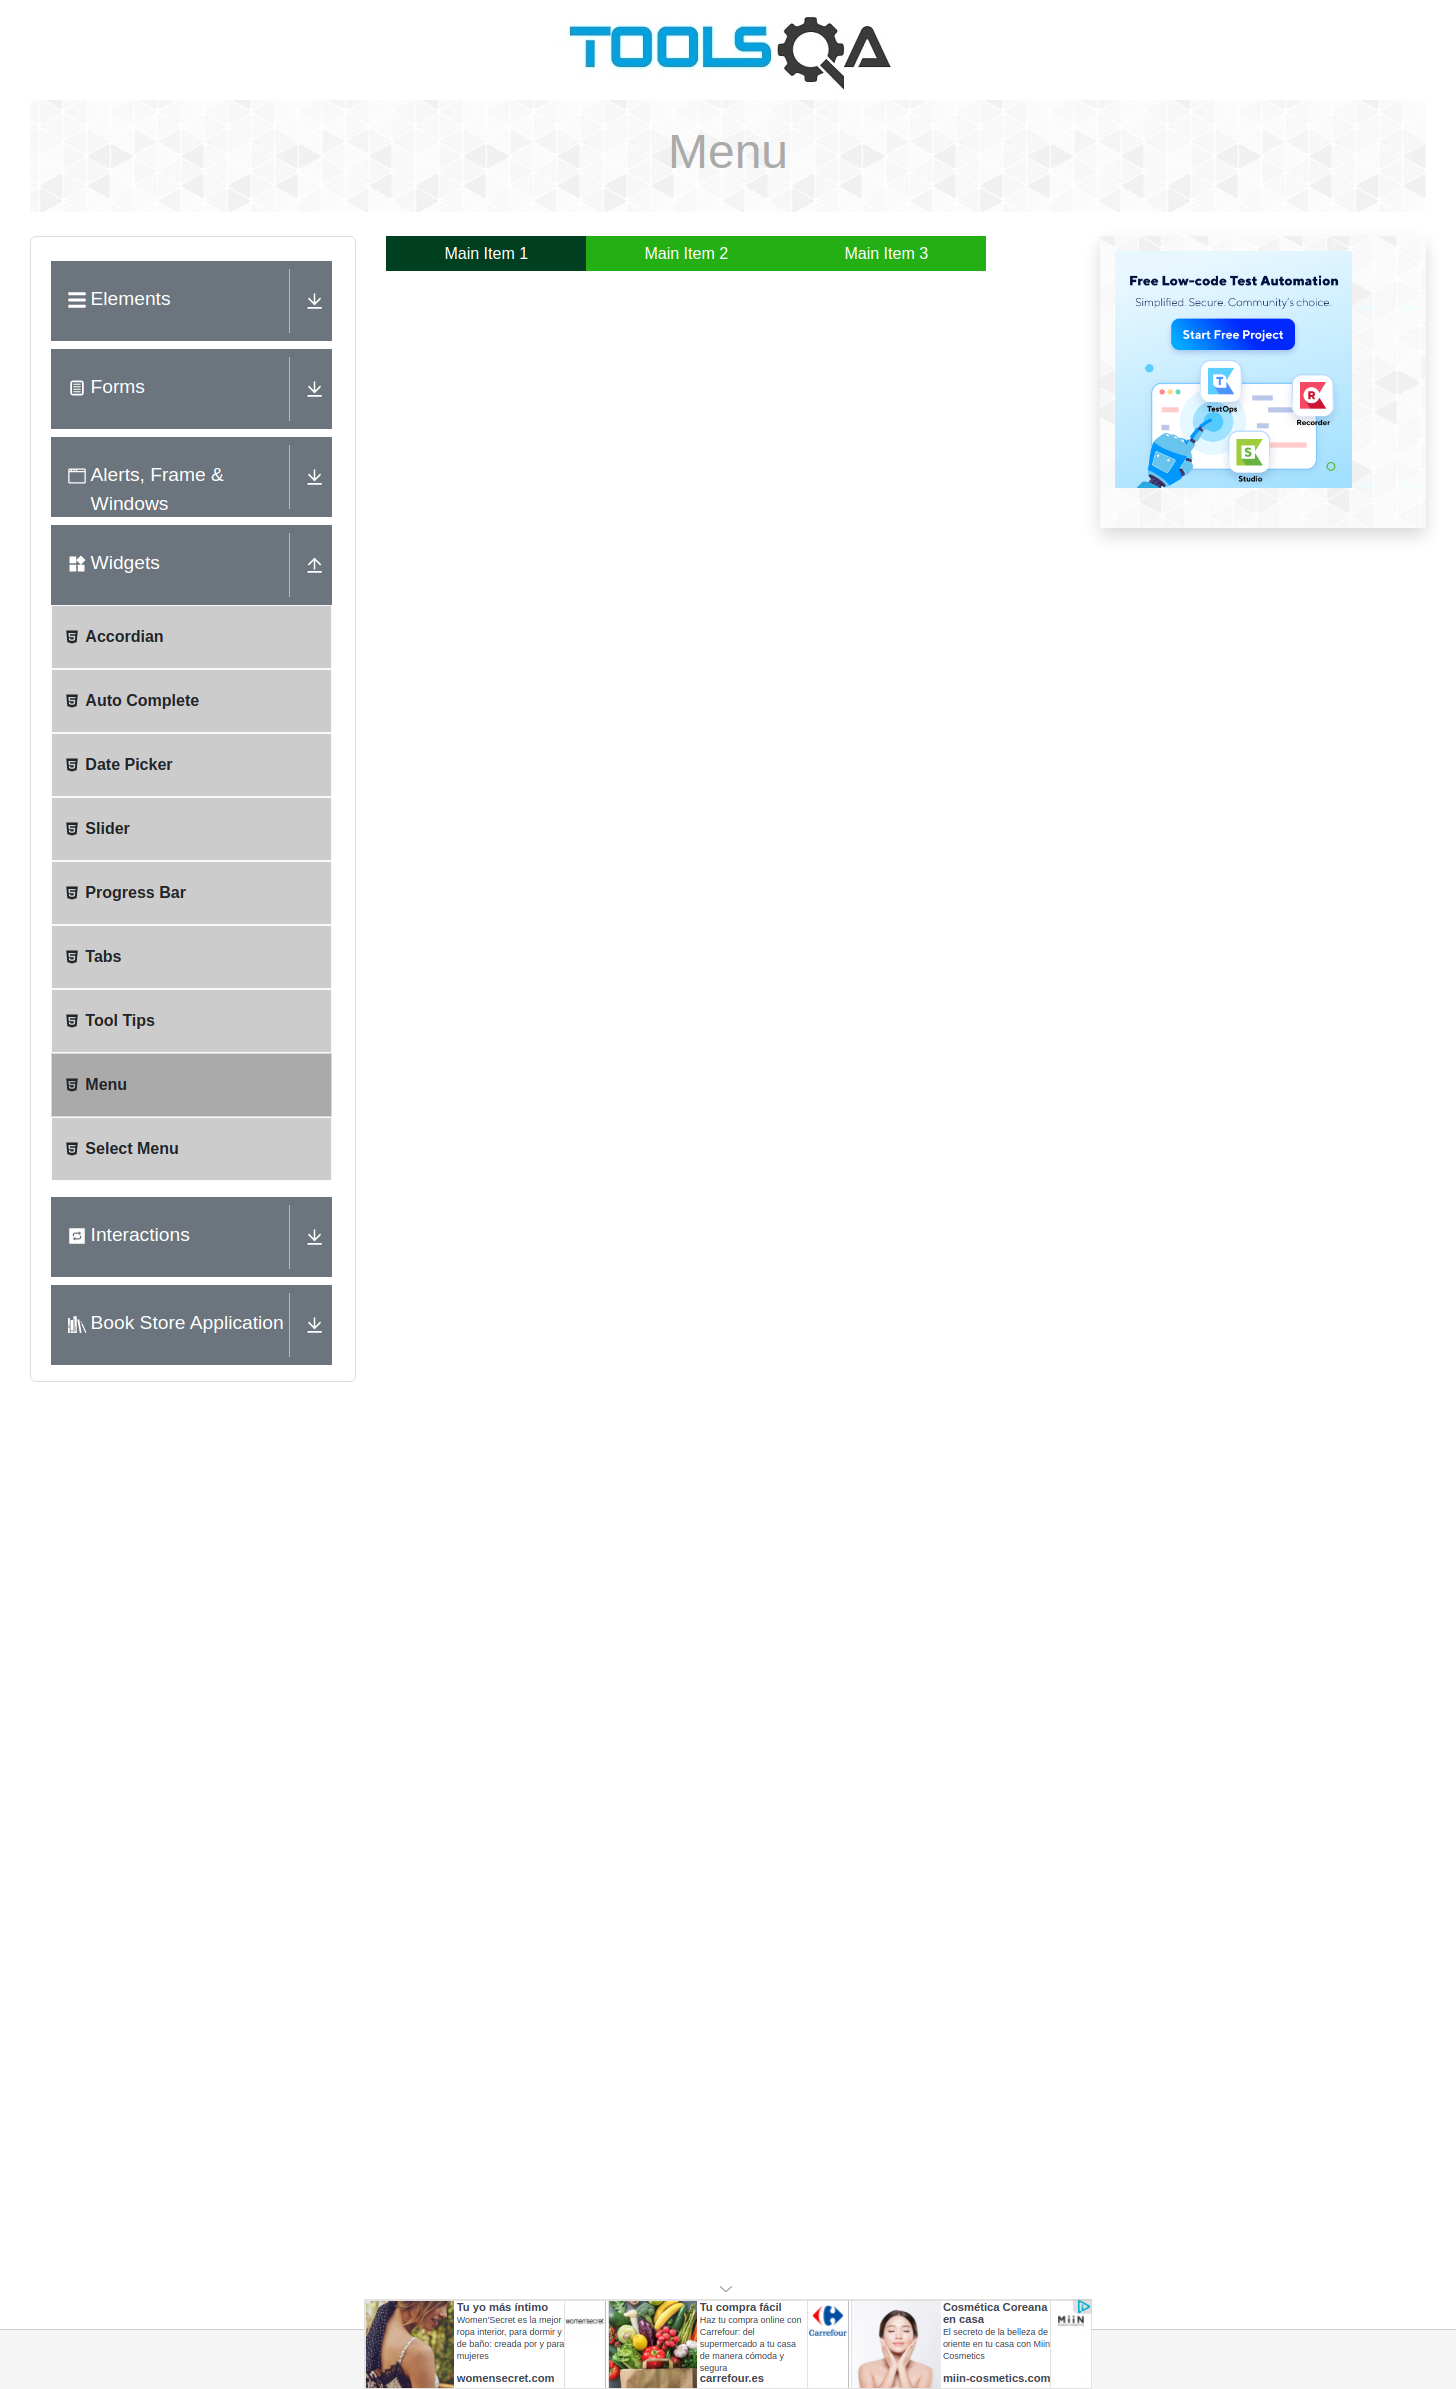 TOOLSQA
Menu
Elements
Forms
Alerts, Frame &
Windows
Widgets
Accordian
Auto Complete
Date Picker
Slider
Progress Bar
Tabs
Tool Tips
Menu
Select Menu
Interactions
Book Store Application
Main Item 1
Main Item 2
Main Item 3
Free Low-code Test Automation
Simplified. Secure. Community's choice.
Start Free Project
T
TestOps
R
Recorder
S
Studio
Tu yo más íntimo
Women'Secret es la mejor
ropa interior, para dormir y
de baño: creada por y para
mujeres
womensecret.com
women'secret
Tu compra fácil
Haz tu compra online con
Carrefour: del
supermercado a tu casa
de manera cómoda y
segura
carrefour.es
Carrefour
Cosmética Coreana
en casa
El secreto de la belleza de
oriente en tu casa con Miin
Cosmetics
miin-cosmetics.com
MiiN